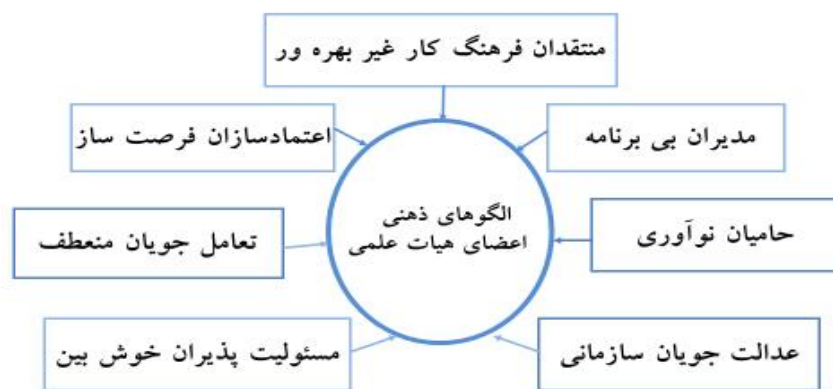 منتقدان فرهنگ کار غیر بهره ور
مدیران بی برنامه
اعتمادسازان فرصت ساز
الگوهای ذهنی
اعضای هیات علمی
حامیان نوآوری
تعامل جویان منعطف
عدالت جویان سازمانی
مسئولیت پذیران خوش بین